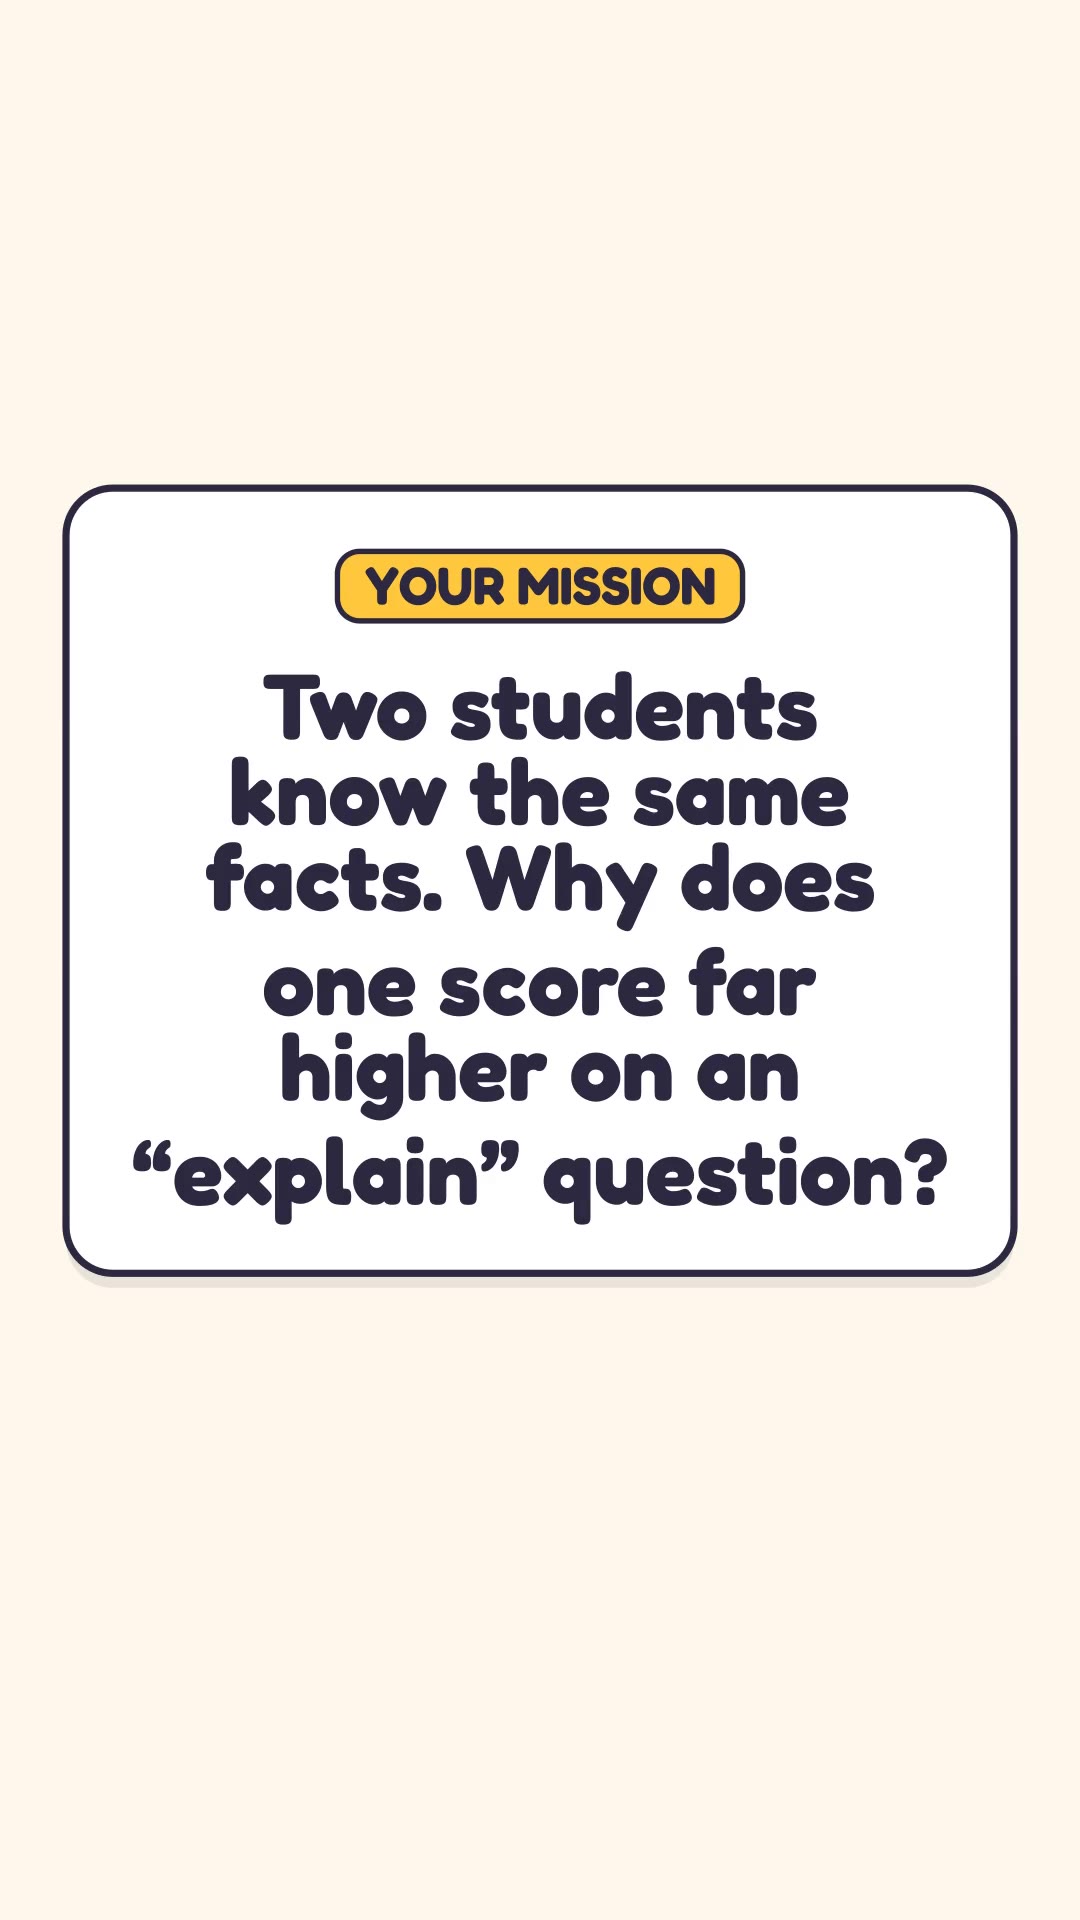 YOUR MISSION
Two students
know the same
facts. Why does
one score far
higher on an
“explain” question?